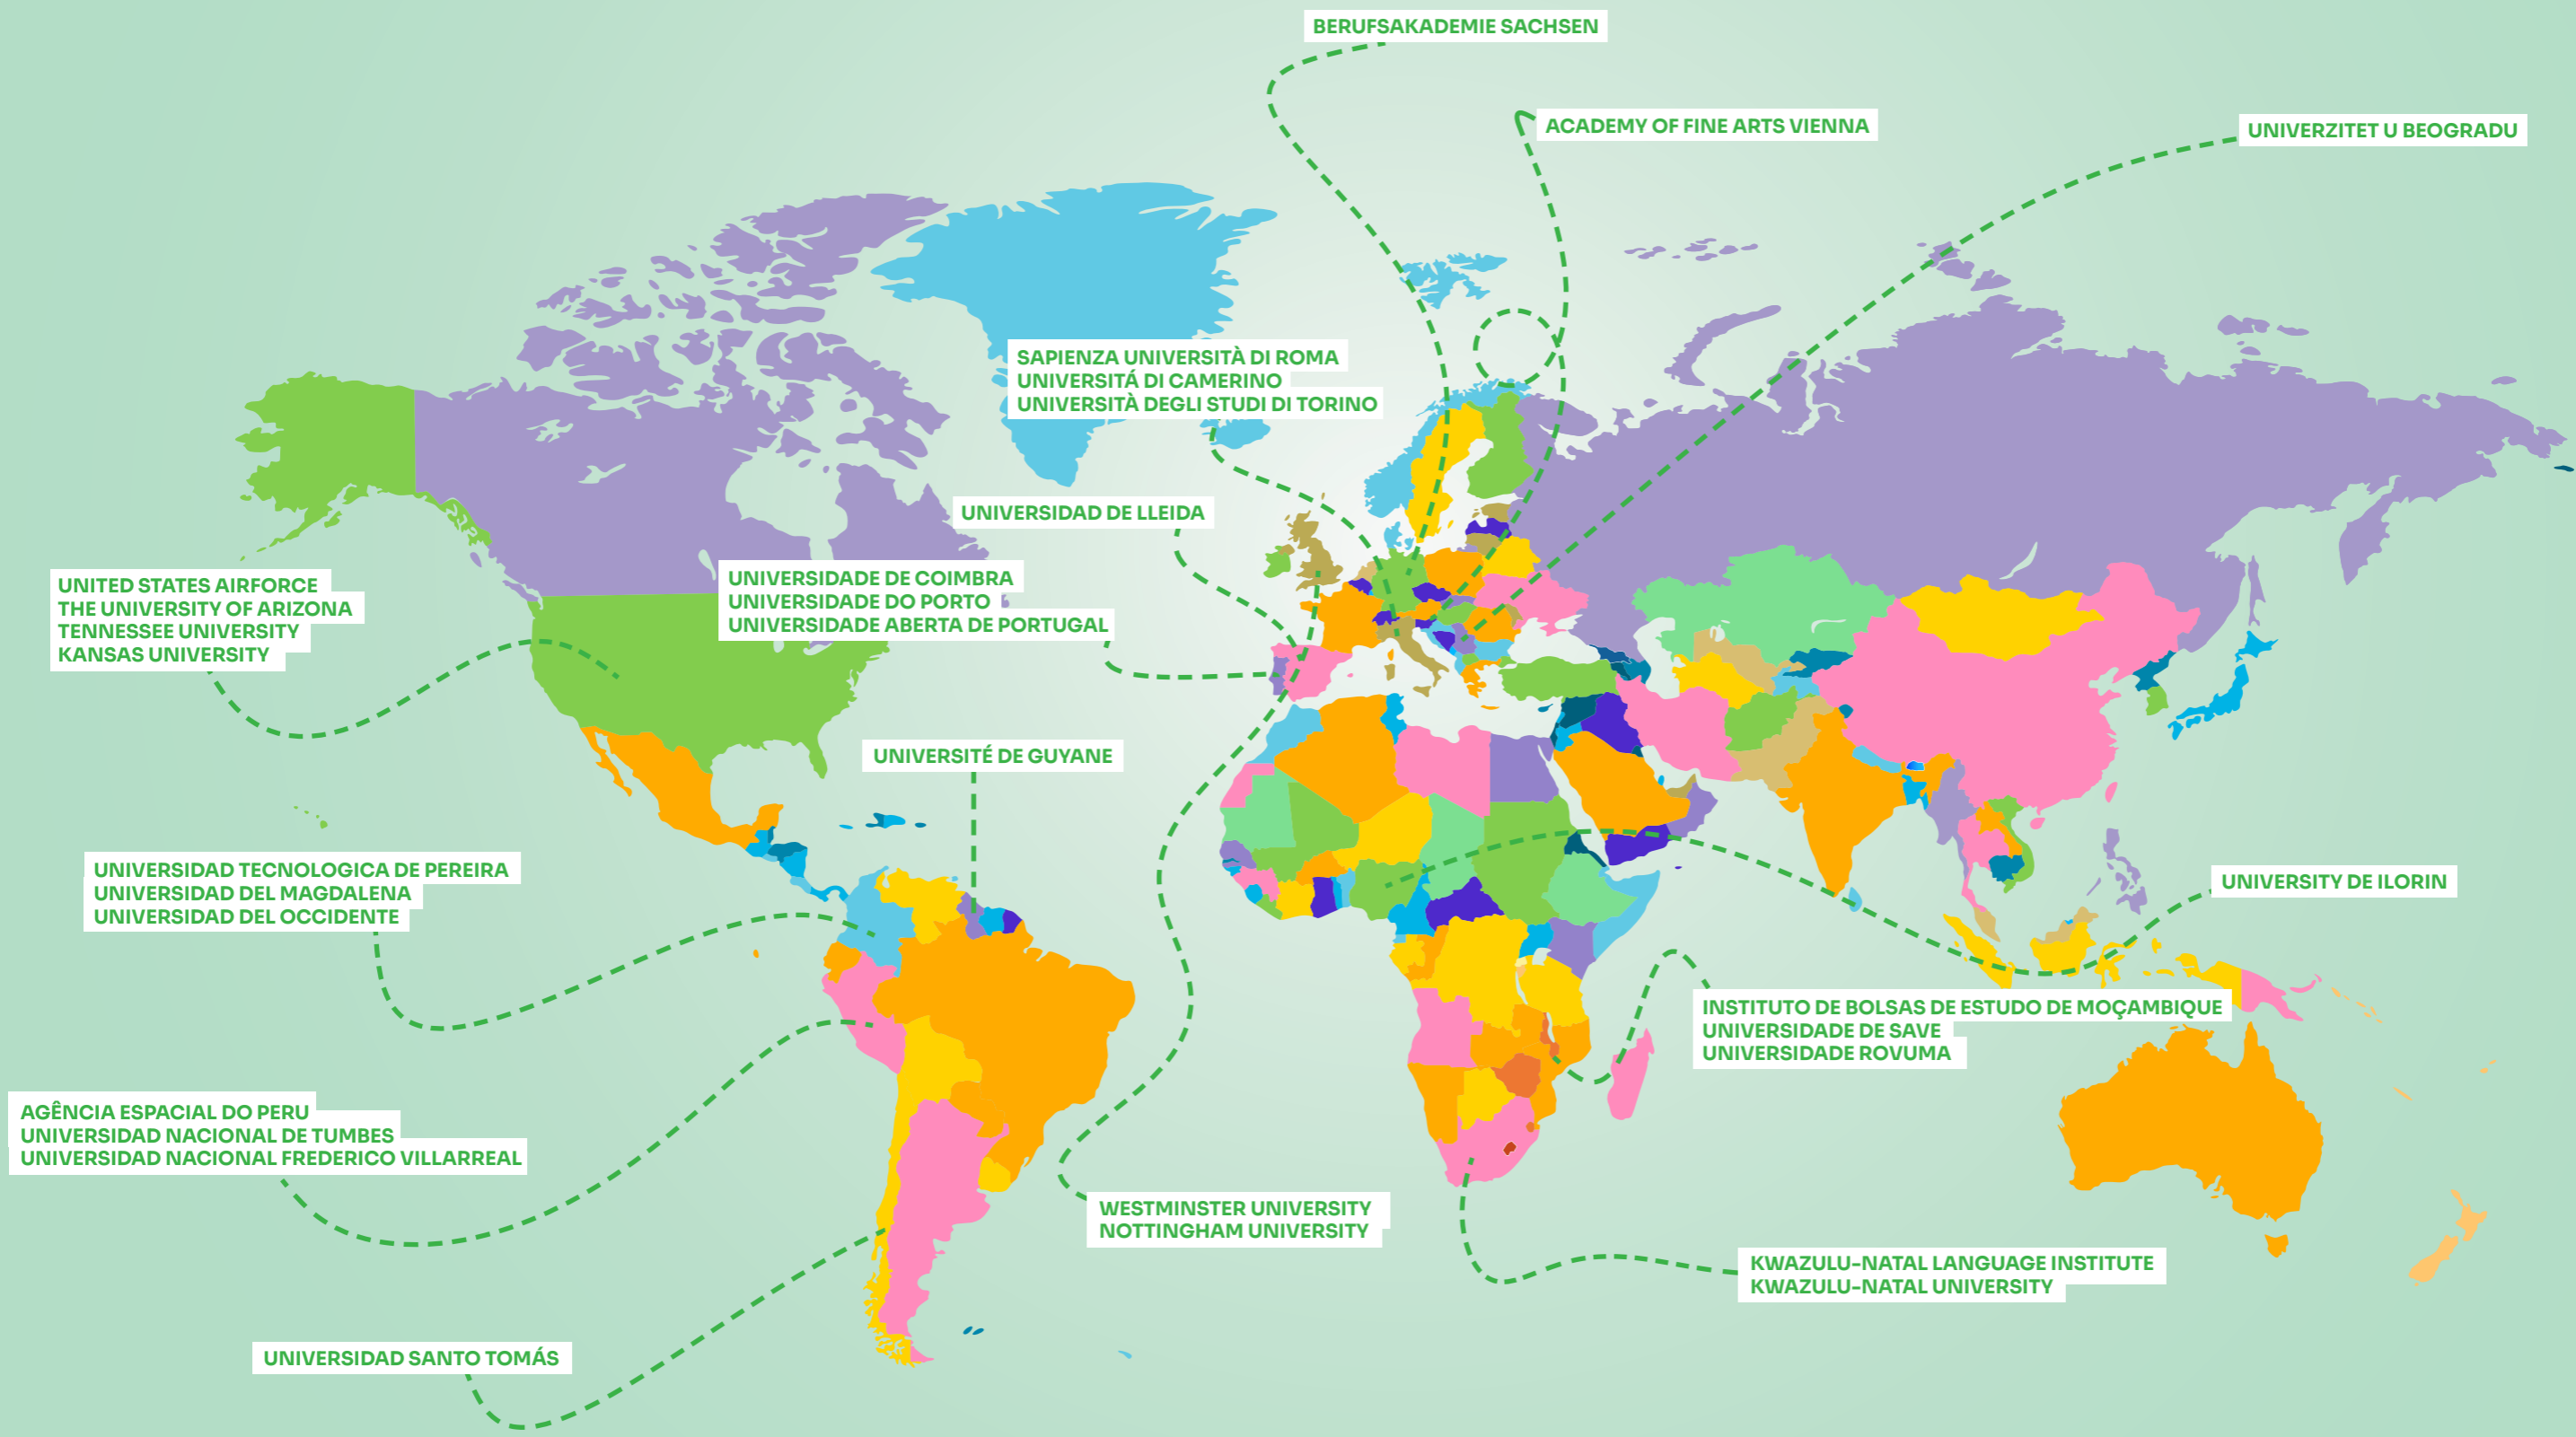 BERUFSAKADEMIE SACHSEN
ACADEMY OF FINE ARTS VIENNA
UNIVERZITET U BEOGRADU
SAPIENZA UNIVERSITÀ DI ROMA
UNIVERSITÁ DI CAMERINO
UNIVERSITÀ DEGLI STUDI DI TORINO
UNIVERSIDAD DE LLEIDA
UNIVERSIDADE DE COIMBRA
UNIVERSIDADE DO PORTO
UNIVERSIDADE ABERTA DE PORTUGAL
UNITED STATES AIRFORCE
THE UNIVERSITY OF ARIZONA
TENNESSEE UNIVERSITY
KANSAS UNIVERSITY
UNIVERSITÉ DE GUYANE
UNIVERSIDAD TECNOLOGICA DE PEREIRA
UNIVERSIDAD DEL MAGDALENA
UNIVERSIDAD DEL OCCIDENTE
UNIVERSITY DE ILORIN
INSTITUTO DE BOLSAS DE ESTUDO DE MOÇAMBIQUE
UNIVERSIDADE DE SAVE
UNIVERSIDADE ROVUMA
AGÊNCIA ESPACIAL DO PERU
UNIVERSIDAD NACIONAL DE TUMBES
UNIVERSIDAD NACIONAL FREDERICO VILLARREAL
WESTMINSTER UNIVERSITY
NOTTINGHAM UNIVERSITY
KWAZULU-NATAL LANGUAGE INSTITUTE
KWAZULU-NATAL UNIVERSITY
UNIVERSIDAD SANTO TOMÁS